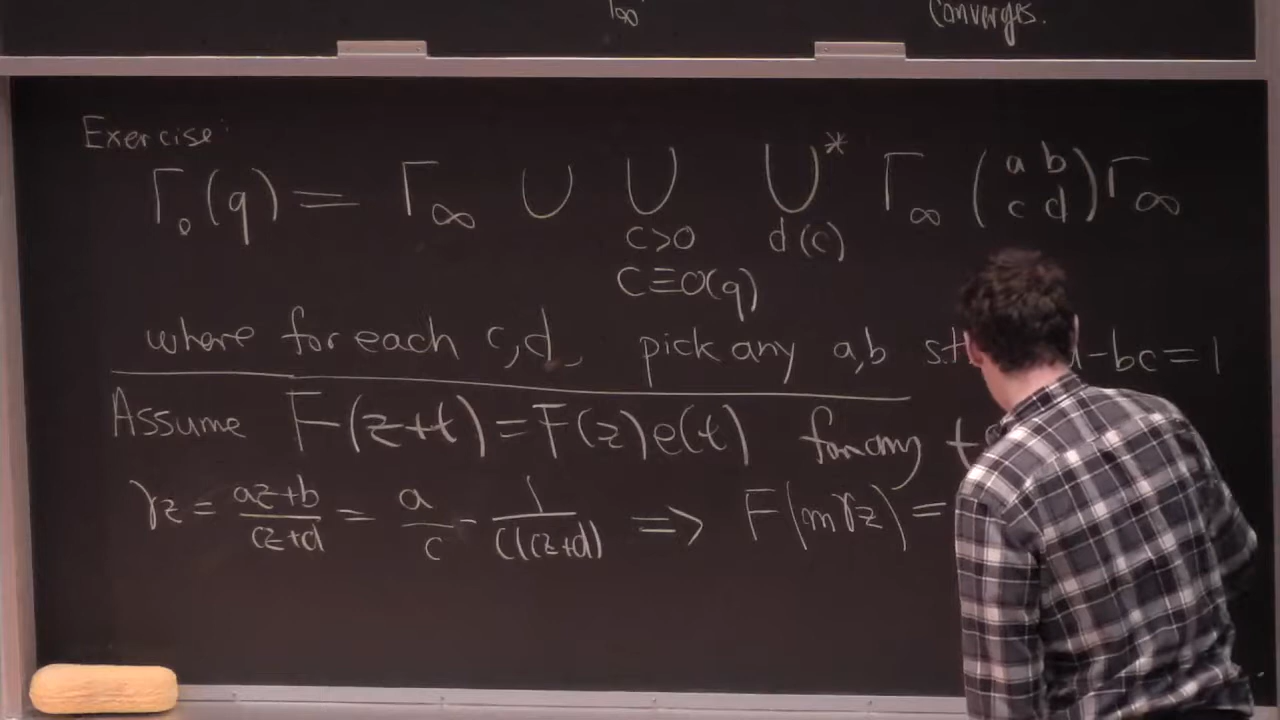 Γ∞ converges.
Exercise:
Γ₀(q) = Γ∞ ∪ ∪ ∪* Γ∞ (a b c d) Γ∞
c>0 d(c)
c≡0(q)
where for each c,d, pick any a,b s.t. -bc=1
Assume F(z+t)=F(z)e(t) for any t
γz = az+b/cz+d = a/c - 1/c(cz+d) ⇒ F(mγz) =